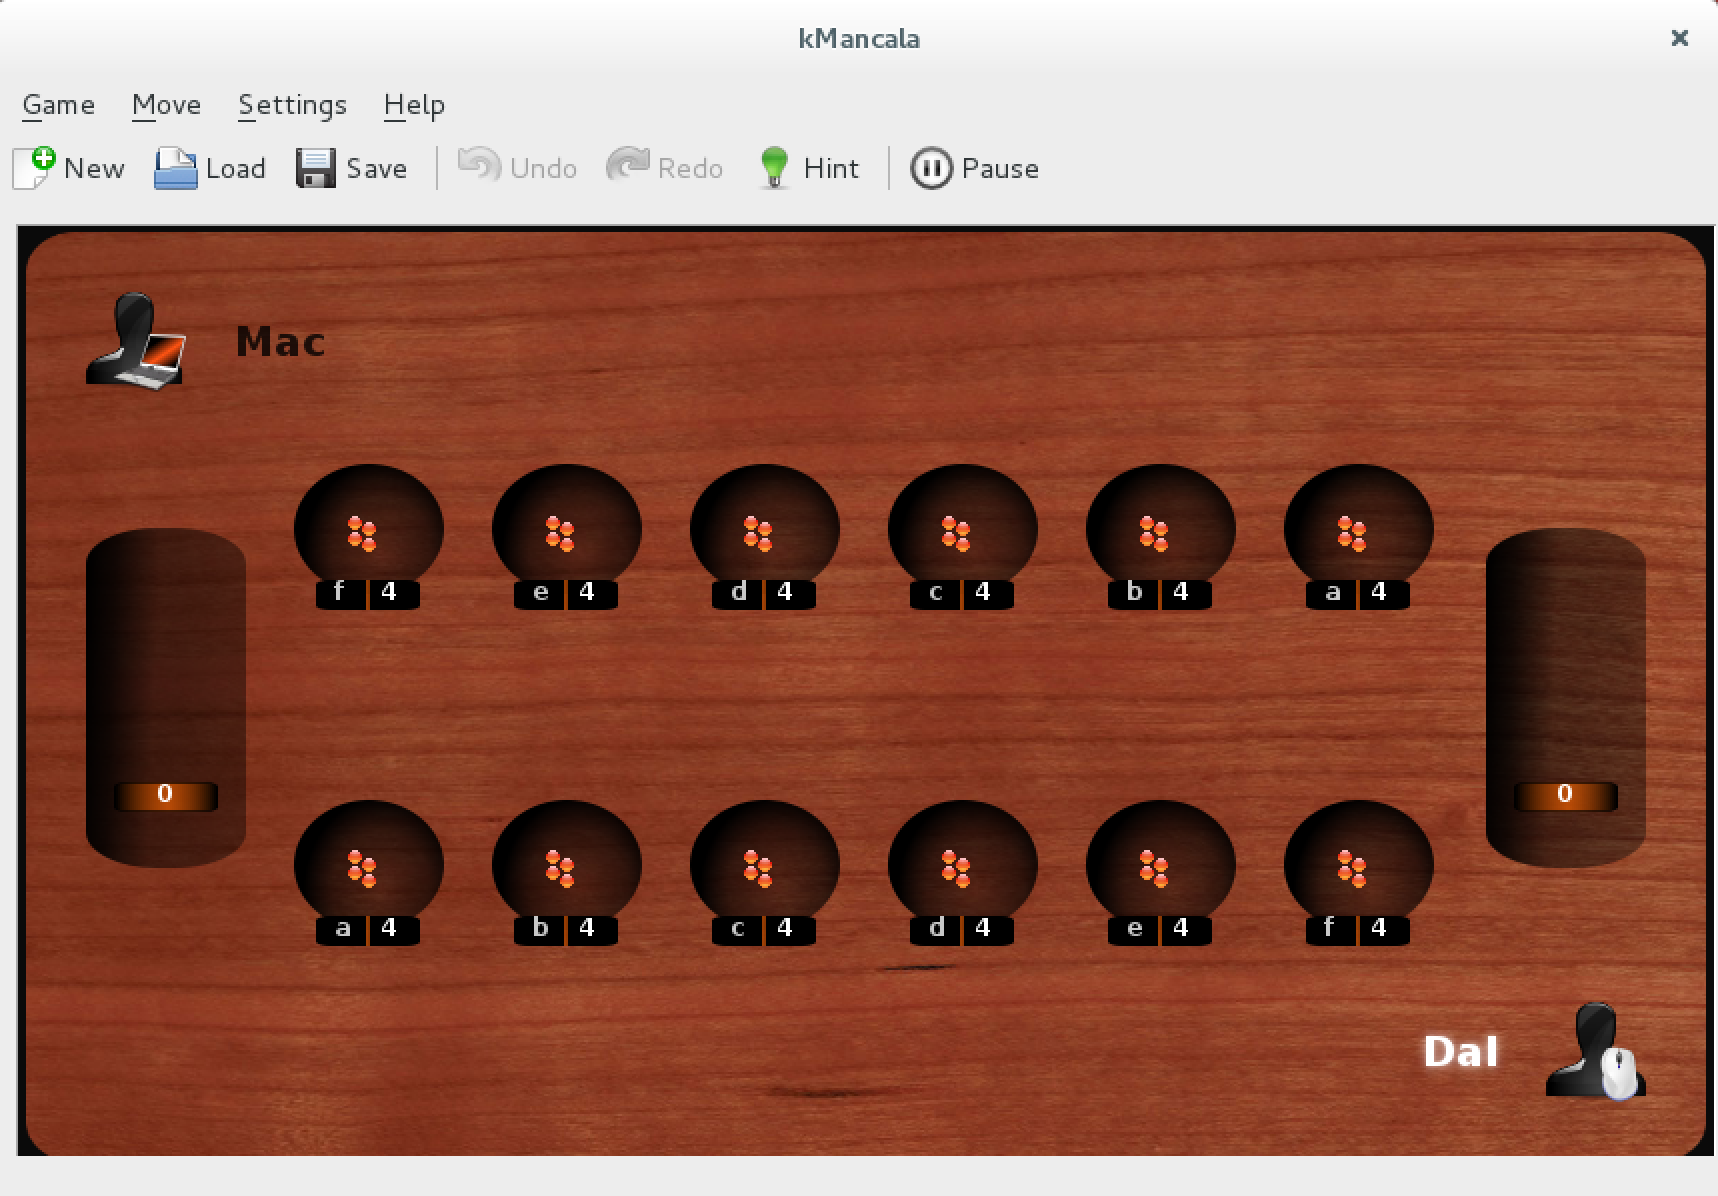 kMancala
Game Move Settings Help
New Load Save Undo Redo Hint Pause
Mac
f 4 e 4 d 4 c 4 b 4 a 4
0 0
a 4 b 4 c 4 d 4 e 4 f 4
Dal